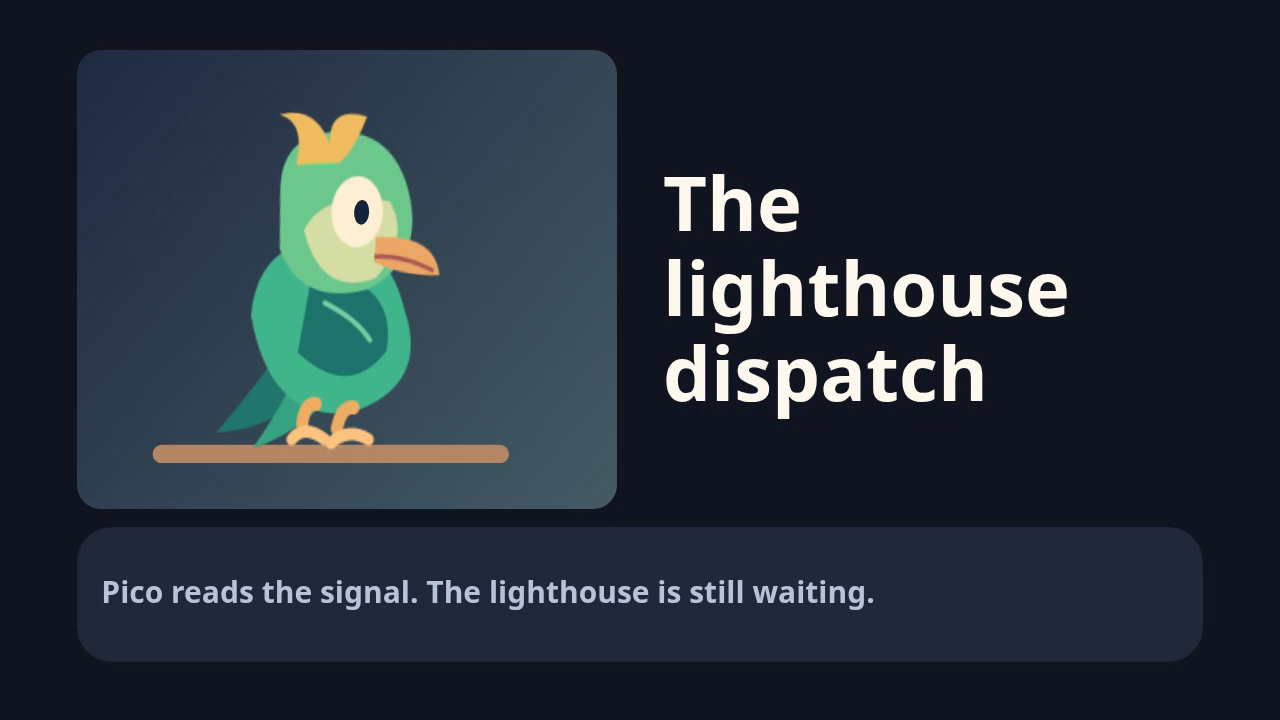 The
lighthouse
dispatch
Pico reads the signal. The lighthouse is still waiting.